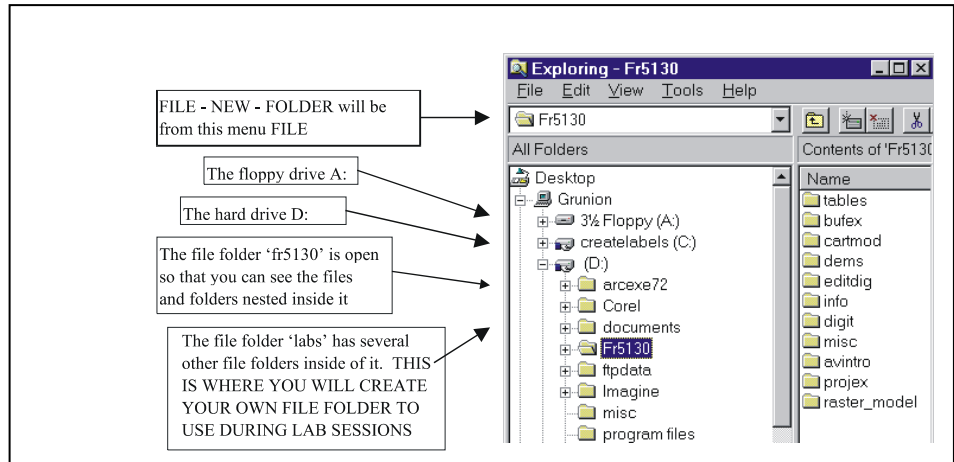 FILE - NEW - FOLDER will be
from this menu FILE
The floppy drive A:
The hard drive D:
The file folder ‘fr5130’ is open
so that you can see the files
and folders nested inside it
The file folder ‘labs’ has several
other file folders inside of it. THIS
IS WHERE YOU WILL CREATE
YOUR OWN FILE FOLDER TO
USE DURING LAB SESSIONS
Exploring - Fr5130
File Edit View Tools Help
Fr5130
All Folders
Desktop
Grunion
3½ Floppy (A:)
createlabels (C:)
(D:)
arcexe72
Corel
documents
Fr5130
ftpdata
Imagine
misc
program files
Contents of 'Fr5130
Name
tables
bufex
cartmod
dems
editdig
info
digit
misc
avintro
projex
raster_model